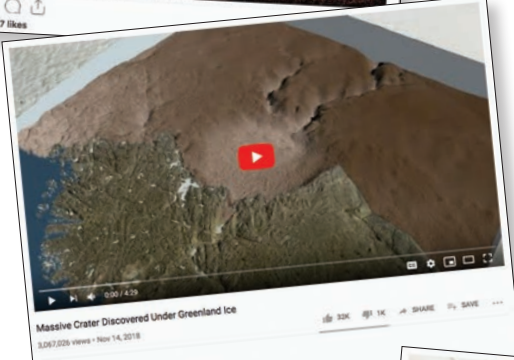 7 likes
0:00 / 4:29
Massive Crater Discovered Under Greenland Ice
3,067,026 views • Nov 14, 2018
32K
1K
SHARE
SAVE